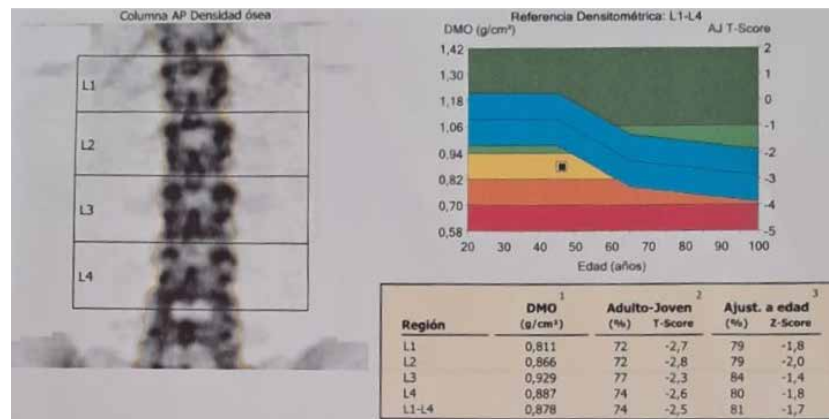 Columna AP Densidad ósea
L1
L2
L3
L4
Referencia Densitométrica: L1-L4
DMO (g/cm²) AJ T-Score
1,42 2
1,30 1
1,18 0
1,06 -1
0,94 -2
0,82 -3
0,70 -4
0,58 -5
20 30 40 50 60 70 80 90 100
Edad (años)
1 2 3
DMO Adulto-Joven Ajust. a edad
Región (g/cm²) (%) T-Score (%) Z-Score
L1 0,811 72 -2,7 79 -1,8
L2 0,866 72 -2,8 79 -2,0
L3 0,929 77 -2,3 84 -1,4
L4 0,887 74 -2,6 80 -1,8
L1-L4 0,878 74 -2,5 81 -1,7